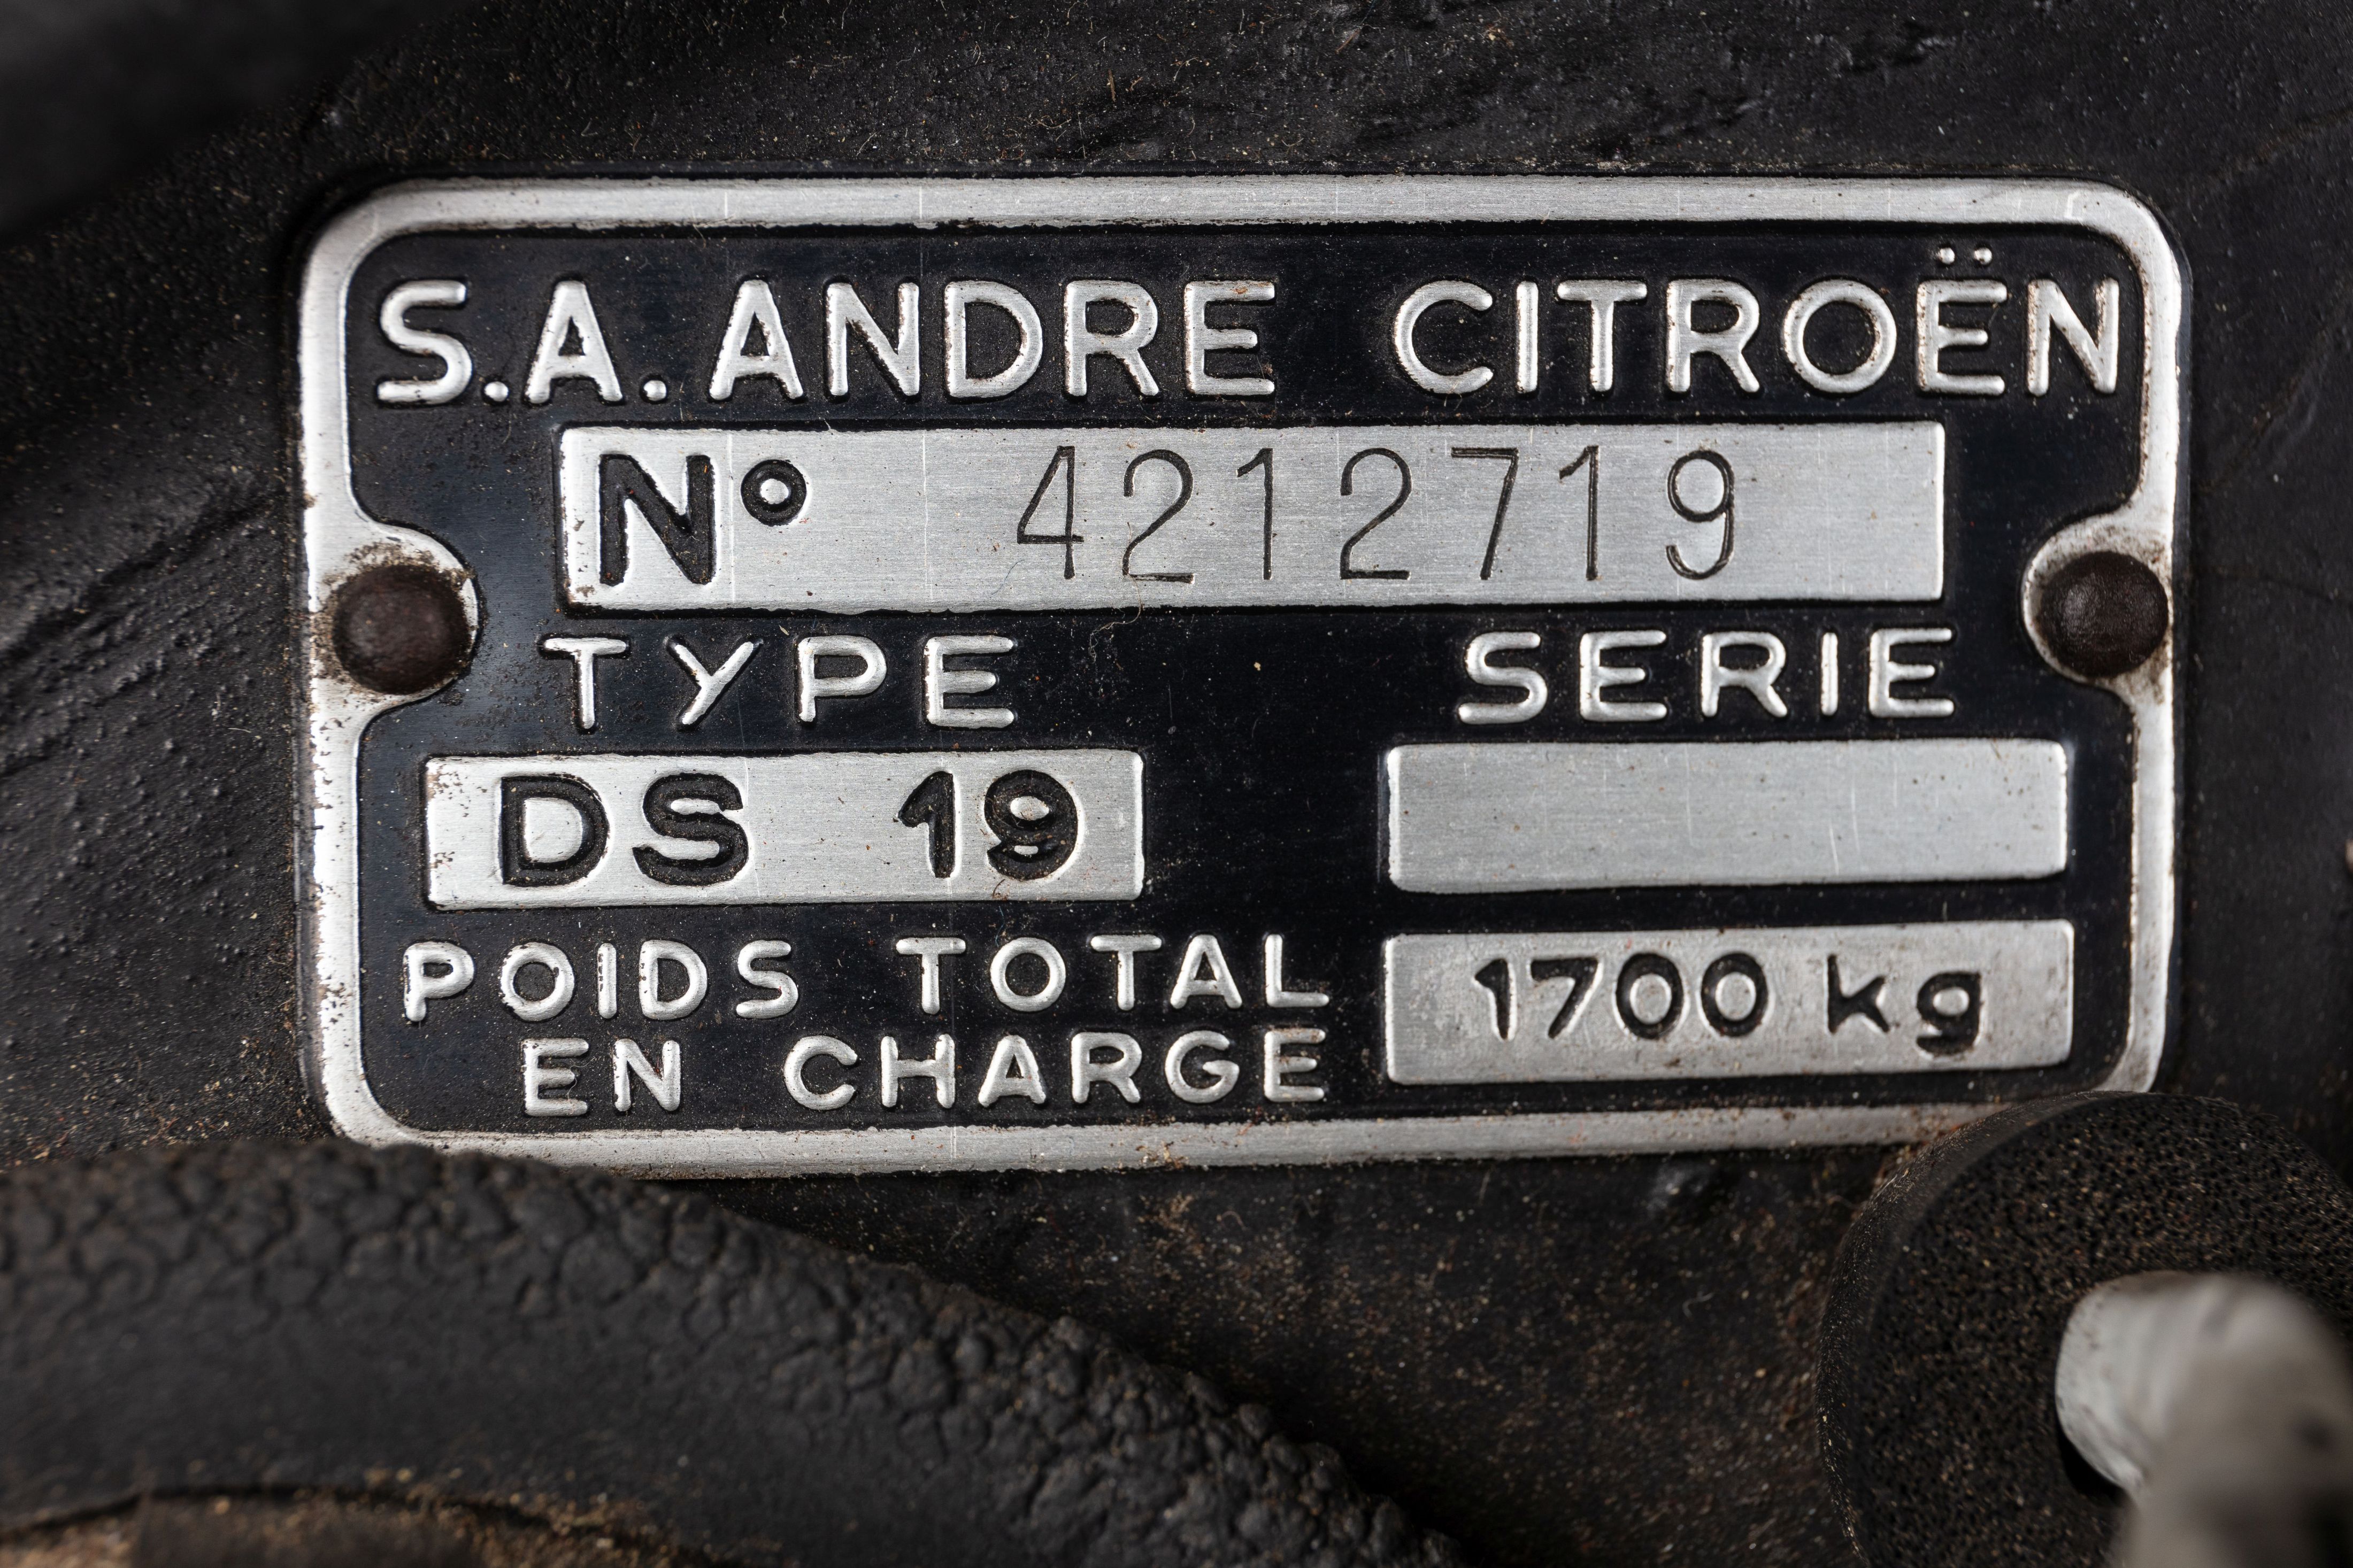 S.A. ANDRE CITROËN
N° 4212719
TYPE SERIE
DS 19
POIDS TOTAL
EN CHARGE
1700 kg